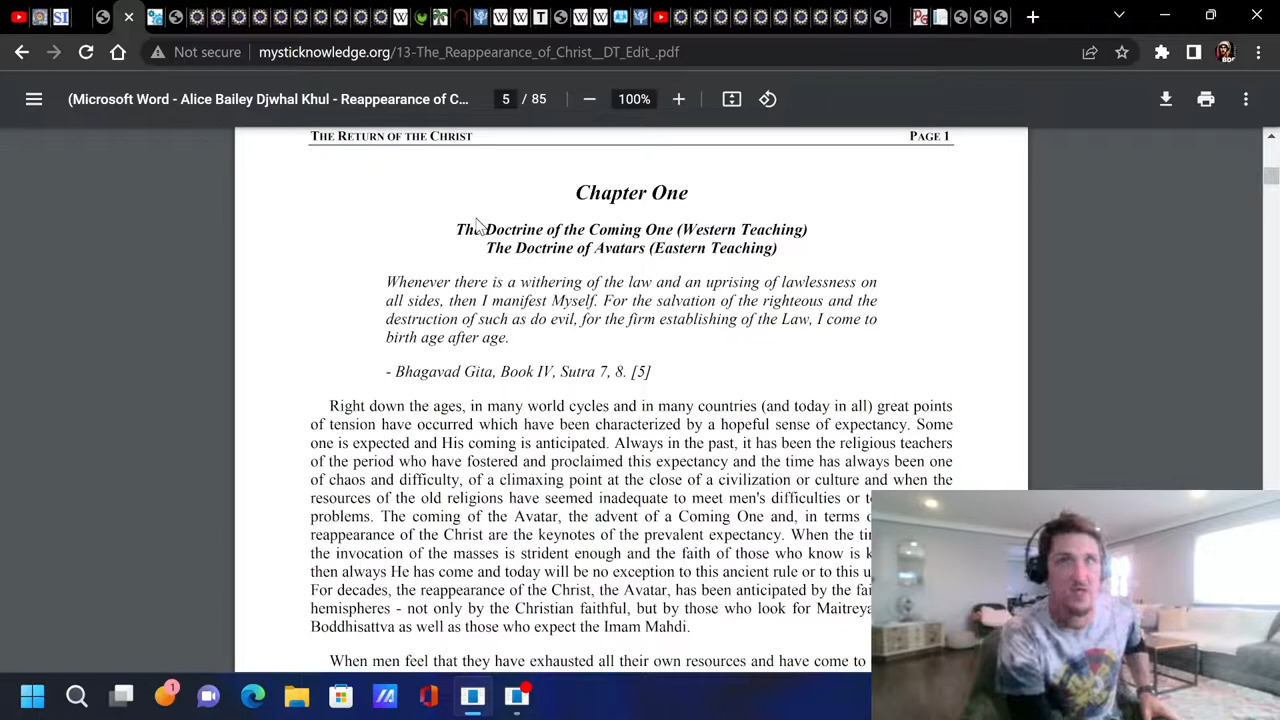 Not secure
mysticknowledge.org/13-The_Reappearance_of_Christ__DT_Edit_.pdf
(Microsoft Word - Alice Bailey Djwhal Khul - Reappearance of C...
5 / 85
100%
THE RETURN OF THE CHRIST
PAGE 1
Chapter One
The Doctrine of the Coming One (Western Teaching)
The Doctrine of Avatars (Eastern Teaching)
Whenever there is a withering of the law and an uprising of lawlessness on
all sides, then I manifest Myself. For the salvation of the righteous and the
destruction of such as do evil, for the firm establishing of the Law, I come to
birth age after age.
- Bhagavad Gita, Book IV, Sutra 7, 8. [5]
Right down the ages, in many world cycles and in many countries (and today in all) great points
of tension have occurred which have been characterized by a hopeful sense of expectancy. Some
one is expected and His coming is anticipated. Always in the past, it has been the religious teachers
of the period who have fostered and proclaimed this expectancy and the time has always been one
of chaos and difficulty, of a climaxing point at the close of a civilization or culture and when the
resources of the old religions have seemed inadequate to meet men's difficulties or
problems. The coming of the Avatar, the advent of a Coming One and, in terms
reappearance of the Christ are the keynotes of the prevalent expectancy. When the
the invocation of the masses is strident enough and the faith of those who know is
then always He has come and today will be no exception to this ancient rule or to this
For decades, the reappearance of the Christ, the Avatar, has been anticipated by the
hemispheres - not only by the Christian faithful, but by those who look for Maitreya
Boddhisattva as well as those who expect the Imam Mahdi.
When men feel that they have exhausted all their own resources and have come to